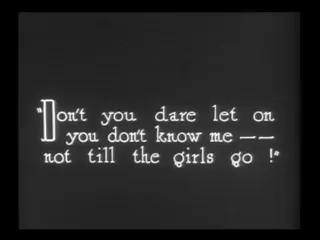 "Don't you dare let on
you don't know me ——
not till the girls go !"